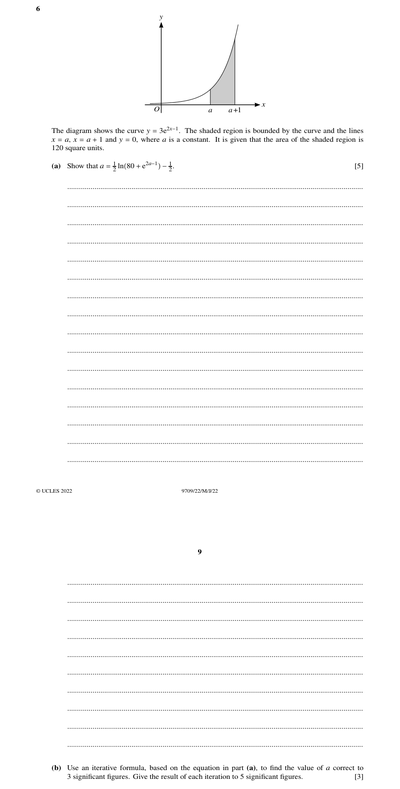 6
y
O
a
a+1
x
The diagram shows the curve y = 3e^{2x−1}. The shaded region is bounded by the curve and the lines
x = a, x = a + 1 and y = 0, where a is a constant. It is given that the area of the shaded region is
120 square units.
(a) Show that a = ½ ln(80 + e^{2a−1}) − ½. [5]
© UCLES 2022 9709/22/M/J/22
9
(b) Use an iterative formula, based on the equation in part (a), to find the value of a correct to
3 significant figures. Give the result of each iteration to 5 significant figures. [3]